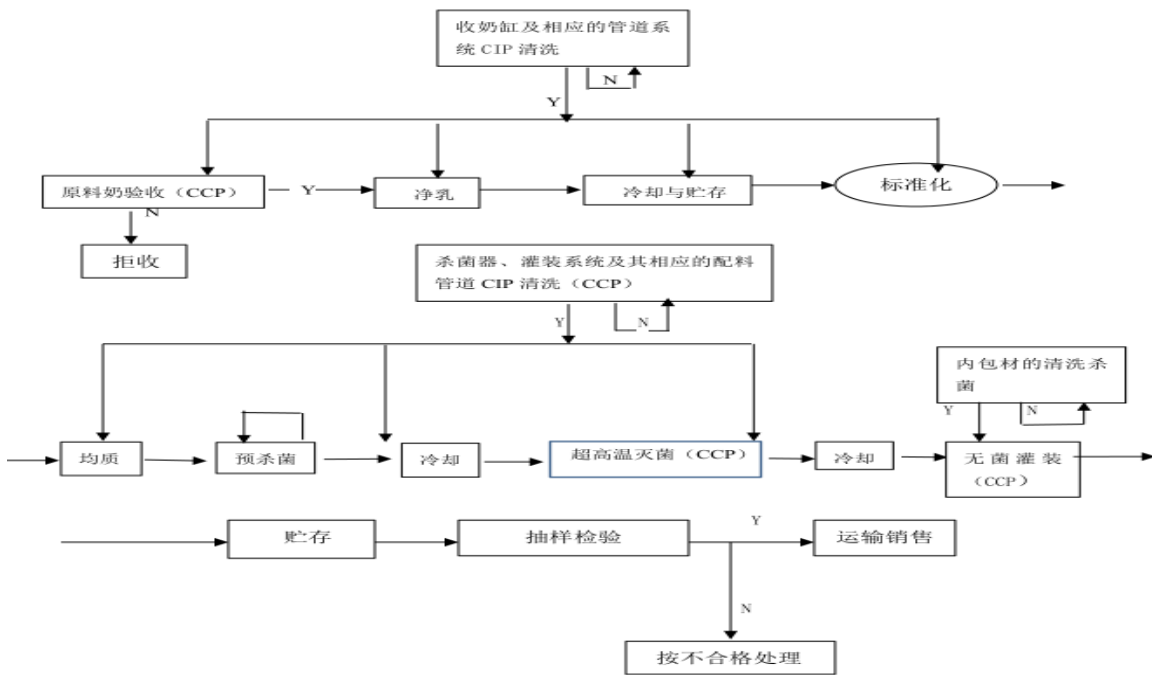 收奶缸及相应的管道系
统 CIP 清洗
N
Y
原料奶验收（CCP）
Y
净乳
冷却与贮存
标准化
N
拒收
杀菌器、灌装系统及其相应的配料
管道 CIP 清洗（CCP）
Y
N
内包材的清洗杀
菌
Y
N
均质
预杀菌
冷却
超高温灭菌（CCP）
冷却
无菌灌装
（CCP）
贮存
抽样检验
Y
运输销售
N
按不合格处理